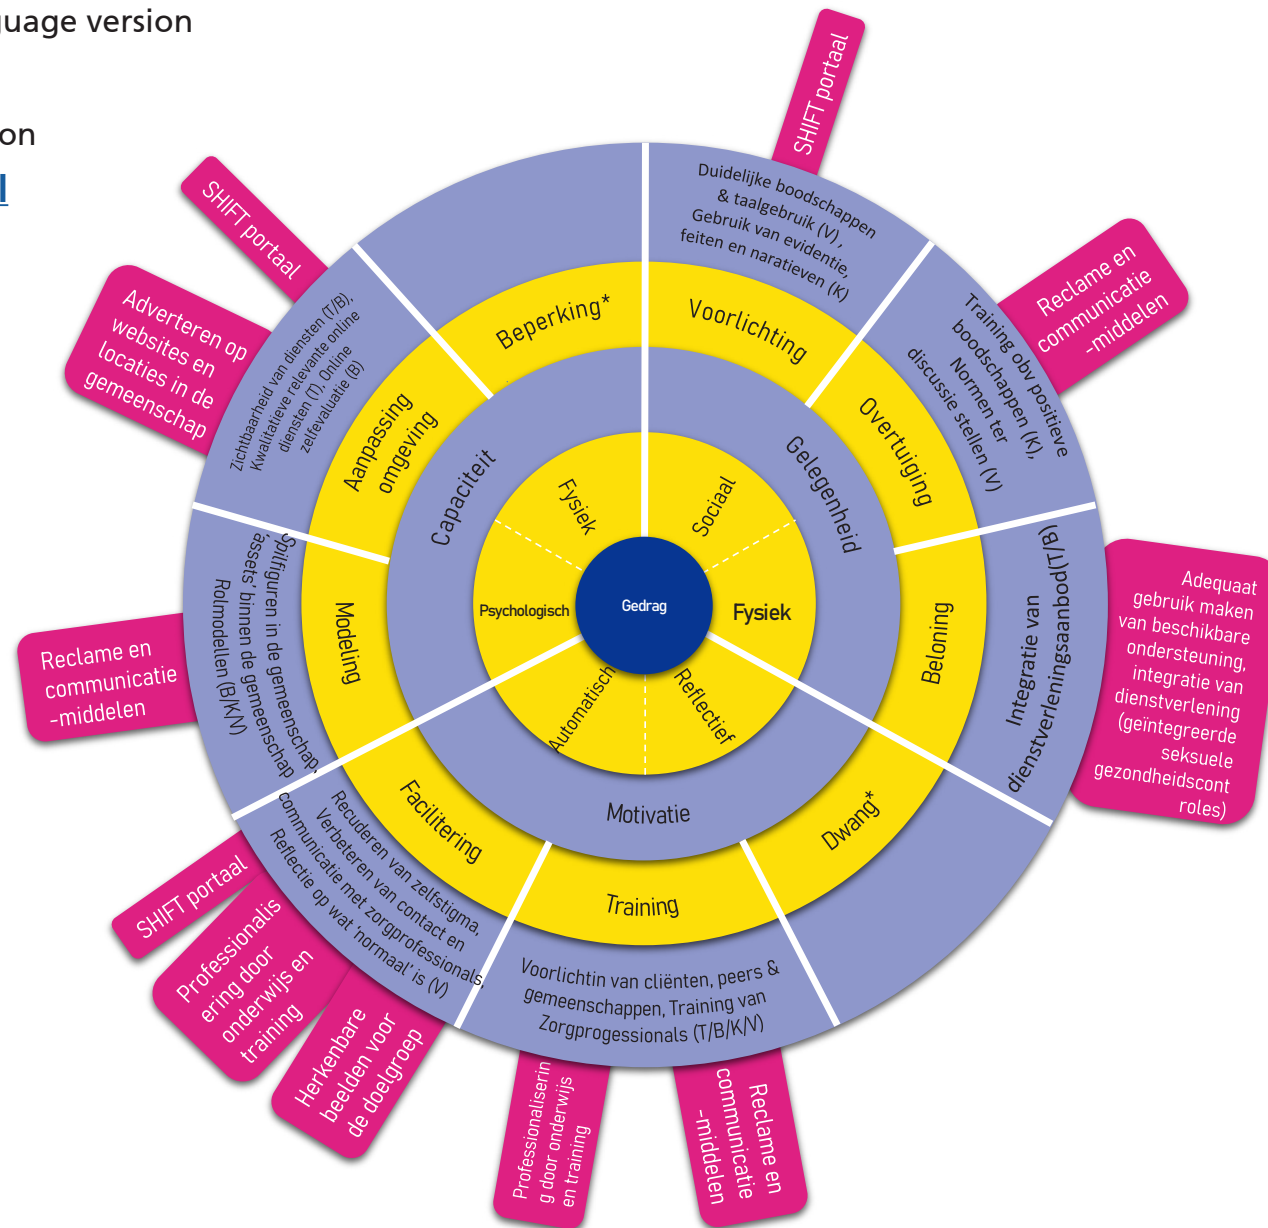 guage version
on
l
SHIFT portaal
Duidelijke boodschappen
& taalgebruik (V),
Gebruik van evidentie,
feiten en naratieven (K)
Voorlichting
Reclame en
communicatie
-middelen
Training obv positieve
boodschappen (K),
Normen ter
discussie stellen (V)
Overtuiging
Adequaat
gebruik maken
van beschikbare
ondersteuning,
integratie van
dienstverlening
(geïntegreerde
seksuele
gezondheidscont
roles)
Integratie van
dienstverleningsaanbod(T/B)
Beloning
Dwang*
Reclame en
communicatie
-middelen
Professionaliserin
g door onderwijs
en training
Voorlichtin van cliënten, peers &
gemeenschappen, Training van
Zorgprogessionals (T/B/K/V)
Training
Herkenbare
beelden voor
de doelgroep
Professionalis
ering door
onderwijs en
training
SHIFT portaal
Recuderen van zelfstigma,
Verbeteren van contact en
communicatie met zorgprofessionals,
Reflectie op wat 'normaal' is (V)
Facilitering
Reclame en
communicatie
-middelen
Spilfiguren in de gemeenschap,
'assets' binnen de gemeenschap
Rolmodellen (B/K/V)
Modeling
Adverteren op
websites en
locaties in de
gemeenschap
SHIFT portaal
Zichtbaarheid van diensten (T/B),
Kwalitatieve relevante online
diensten (T), Online
zelfevaluatie (B)
Aanpassing
omgeving
Beperking*
Capaciteit
Gelegenheid
Motivatie
Fysiek
Sociaal
Psychologisch
Fysiek
Automatisch
Reflectief
Gedrag